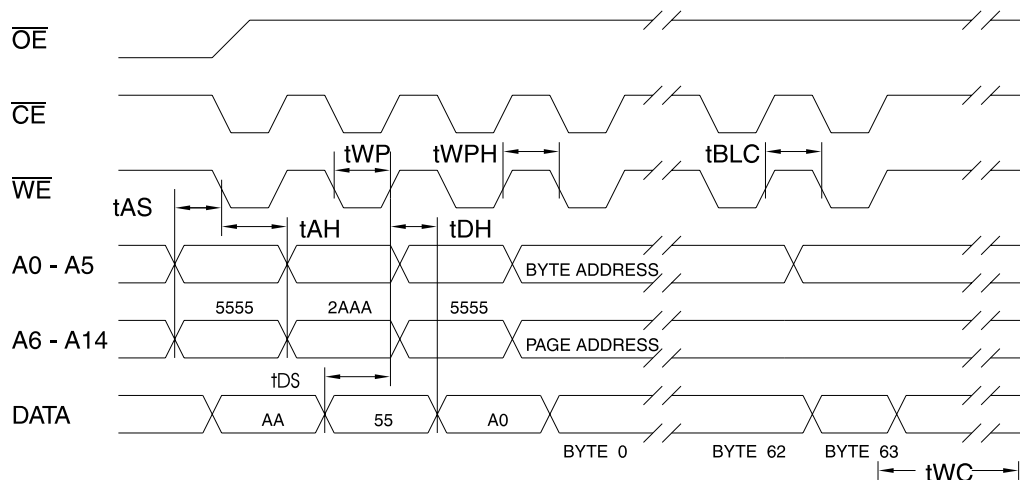 OE
CE
tWP tWPH tBLC
WE
tAS
tAH tDH
A0 - A5 BYTE ADDRESS
5555 2AAA 5555
A6 - A14 PAGE ADDRESS
tDS
DATA AA 55 A0
BYTE 0 BYTE 62 BYTE 63
tWC